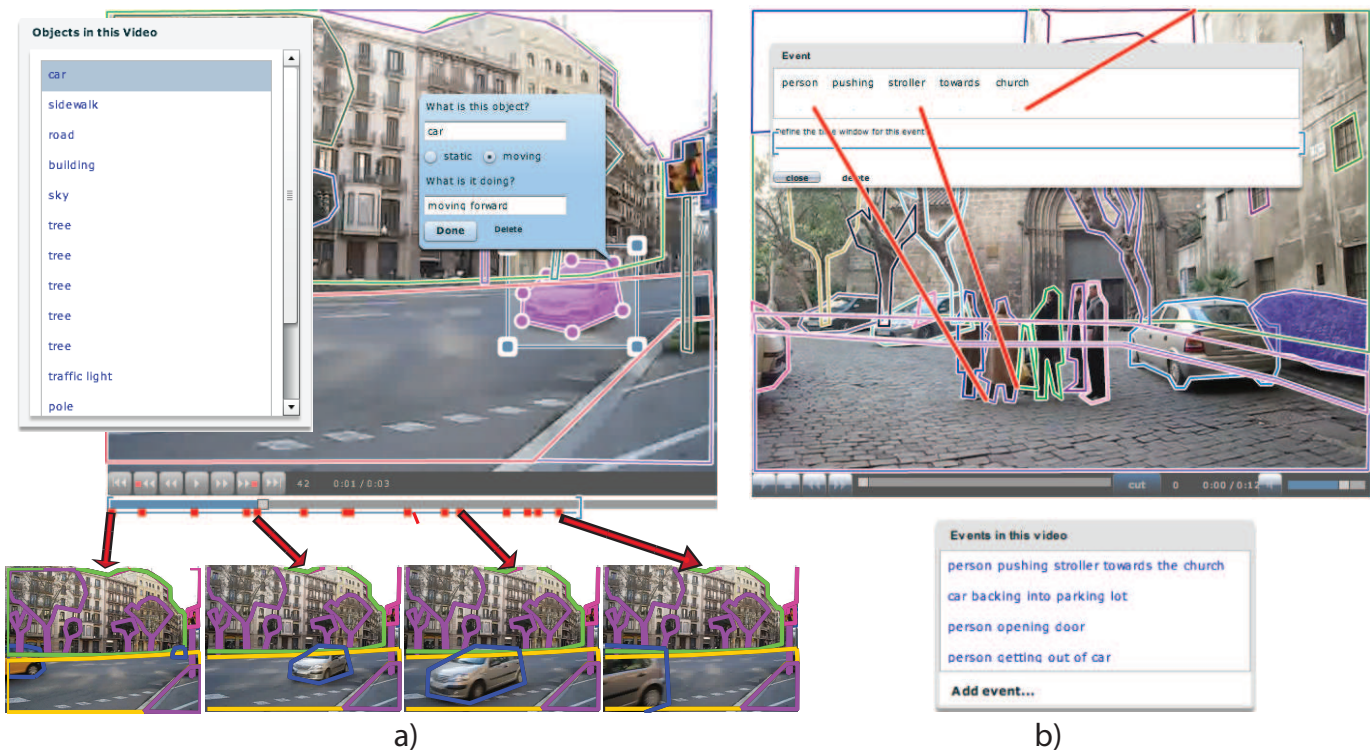 Objects in this Video
car
sidewalk
road
building
sky
tree
tree
tree
tree
tree
traffic light
pole
What is this object?
car
static moving
What is it doing?
moving forward
Done Delete
42 0:01 / 0:03
a)
Event
person pushing stroller towards church
Define the time window for this event
close delete
cut 0 0:00 / 0:12
Events in this video
person pushing stroller towards the church
car backing into parking lot
person opening door
person getting out of car
Add event...
b)